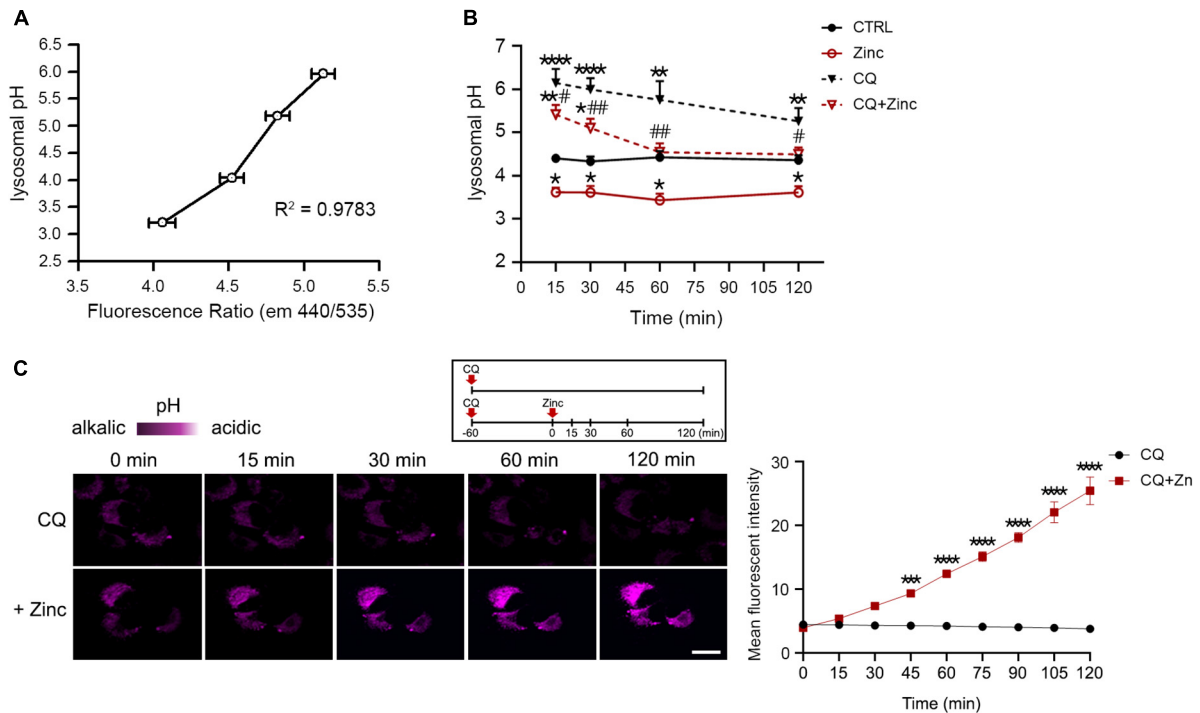 A
6.5
6.0
5.5
5.0
4.5
4.0
3.5
3.0
2.5
lysosomal pH
R² = 0.9783
3.5 4.0 4.5 5.0 5.5
Fluorescence Ratio (em 440/535)
B
7
6
5
4
3
2
lysosomal pH
**** **** ** **
**# *## ## #
* * * *
0 15 30 45 60 75 90 105 120
Time (min)
CTRL
Zinc
CQ
CQ+Zinc
C
pH
alkalic acidic
CQ
CQ Zinc
-60 0 15 30 60 120 (min)
0 min 15 min 30 min 60 min 120 min
CQ
+ Zinc
30
20
10
0
Mean fluorescent intensity
*** **** **** **** **** ****
0 15 30 45 60 75 90 105 120
Time (min)
CQ
CQ+Zn